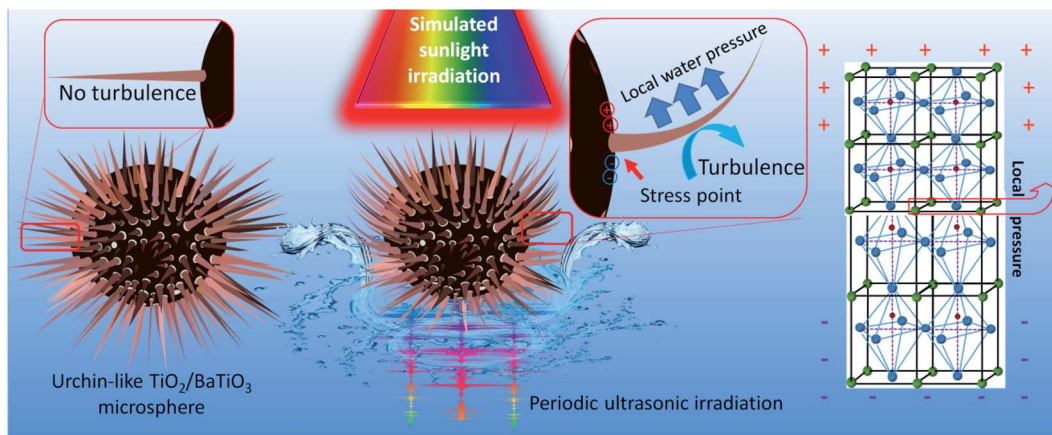 Simulated
sunlight
irradiation
No turbulence
Local water pressure
Turbulence
Stress point
Urchin-like TiO₂/BaTiO₃
microsphere
Periodic ultrasonic irradiation
+ + + +
+ +
+ +
Local pressure
- -
- -
- - - -